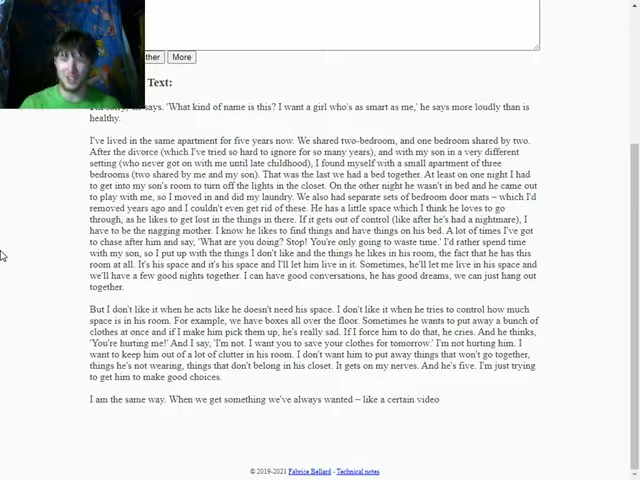 ther More
Text:
says. 'What kind of name is this? I want a girl who's as smart as me,' he says more loudly than is
healthy.
I've lived in the same apartment for five years now. We shared two-bedroom, and one bedroom shared by two.
After the divorce (which I've tried so hard to ignore for so many years), and with my son in a very different
setting (who never got on with me until late childhood), I found myself with a small apartment of three
bedrooms (two shared by me and my son). That was the last we had a bed together. At least on one night I had
to get into my son's room to turn off the lights in the closet. On the other night he wasn't in bed and he came out
to play with me, so I moved in and did my laundry. We also had separate sets of bedroom door mats – which I'd
removed years ago and I couldn't even get rid of these. He has a little space which I think he loves to go
through, as he likes to get lost in the things in there. If it gets out of control (like after he's had a nightmare), I
have to be the nagging mother. I know he likes to find things and have things on his bed. A lot of times I've got
to chase after him and say, 'What are you doing? Stop! You're only going to waste time.' I'd rather spend time
with my son, so I put up with the things I don't like and the things he likes in his room, the fact that he has this
room at all. It's his space and it's his space and I'll let him live in it. Sometimes, he'll let me live in his space and
we'll have a few good nights together. I can have good conversations, he has good dreams, we can just hang out
together.
But I don't like it when he acts like he doesn't need his space. I don't like it when he tries to control how much
space is in his room. For example, we have boxes all over the floor. Sometimes he wants to put away a bunch of
clothes at once and if I make him pick them up, he's really sad. If I force him to do that, he cries. And he thinks,
'You're hurting me!' And I say, 'I'm not. I want you to save your clothes for tomorrow.' I'm not hurting him. I
want to keep him out of a lot of clutter in his room. I don't want him to put away things that won't go together,
things he's not wearing, things that don't belong in his closet. It gets on my nerves. And he's five. I'm just trying
to get him to make good choices.
I am the same way. When we get something we've always wanted – like a certain video
© 2019-2021 Fabrice Bellard - Technical notes